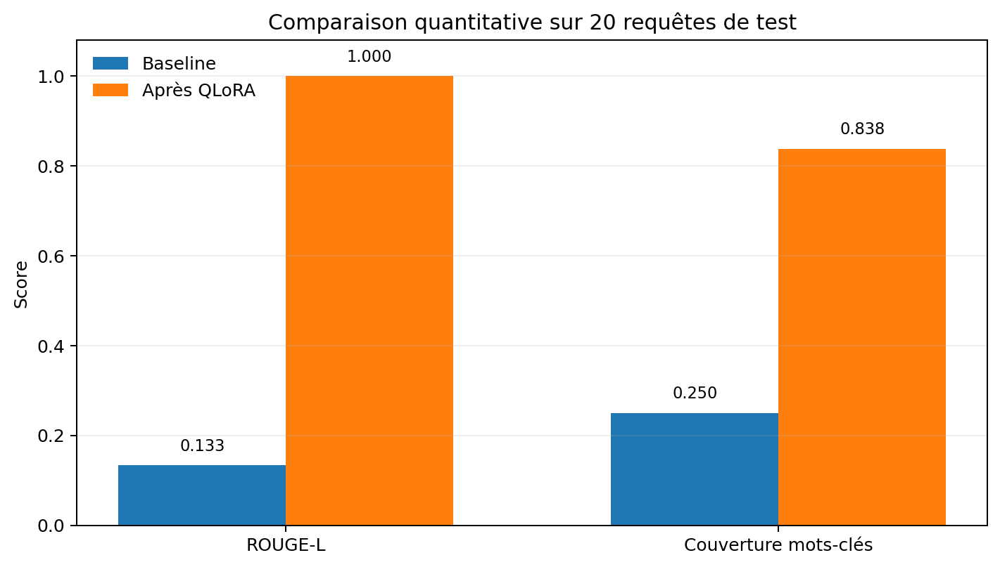 Comparaison quantitative sur 20 requêtes de test
Baseline
Après QLoRA
1.000
0.838
0.250
0.133
Score
1.0
0.8
0.6
0.4
0.2
0.0
ROUGE-L
Couverture mots-clés